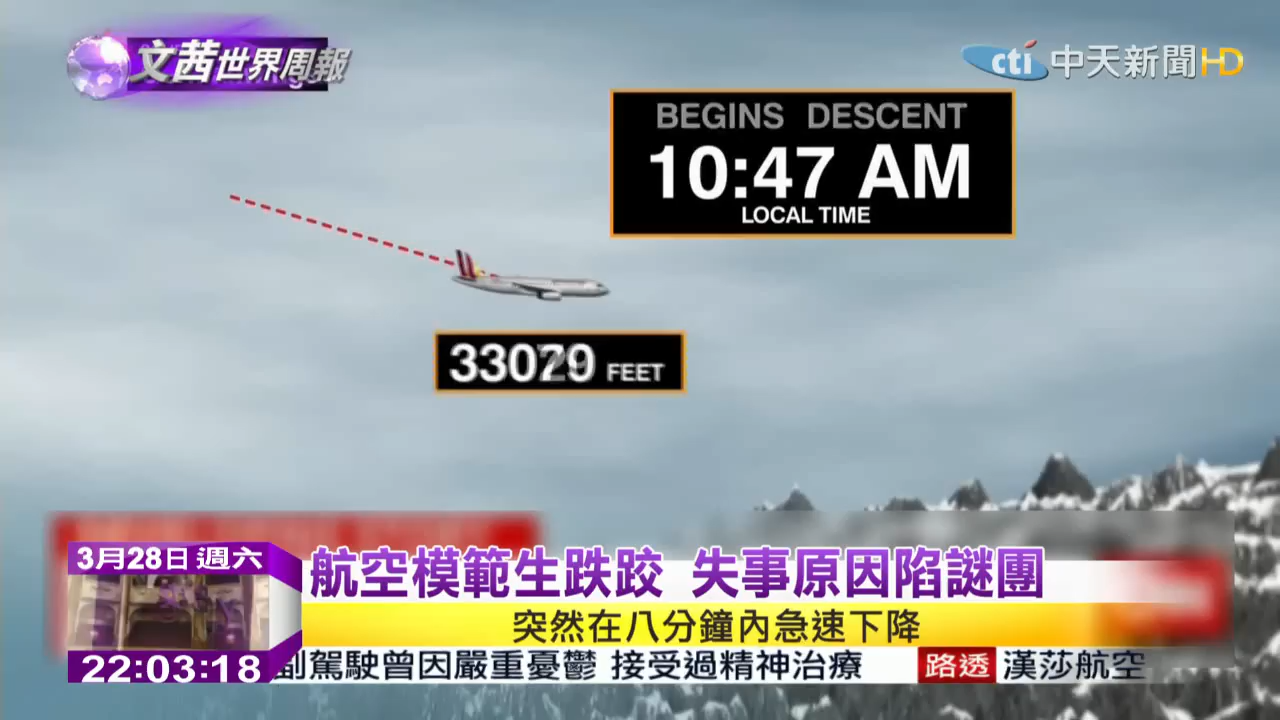 文茜世界周報
cti 中天新聞HD
BEGINS DESCENT
10:47 AM
LOCAL TIME
FEET
3月28日 週六
航空模範生跌跤 失事原因陷謎團
突然在八分鐘內急速下降
22:03:18
副駕駛曾因嚴重憂鬱 接受過精神治療 路透 漢莎航空